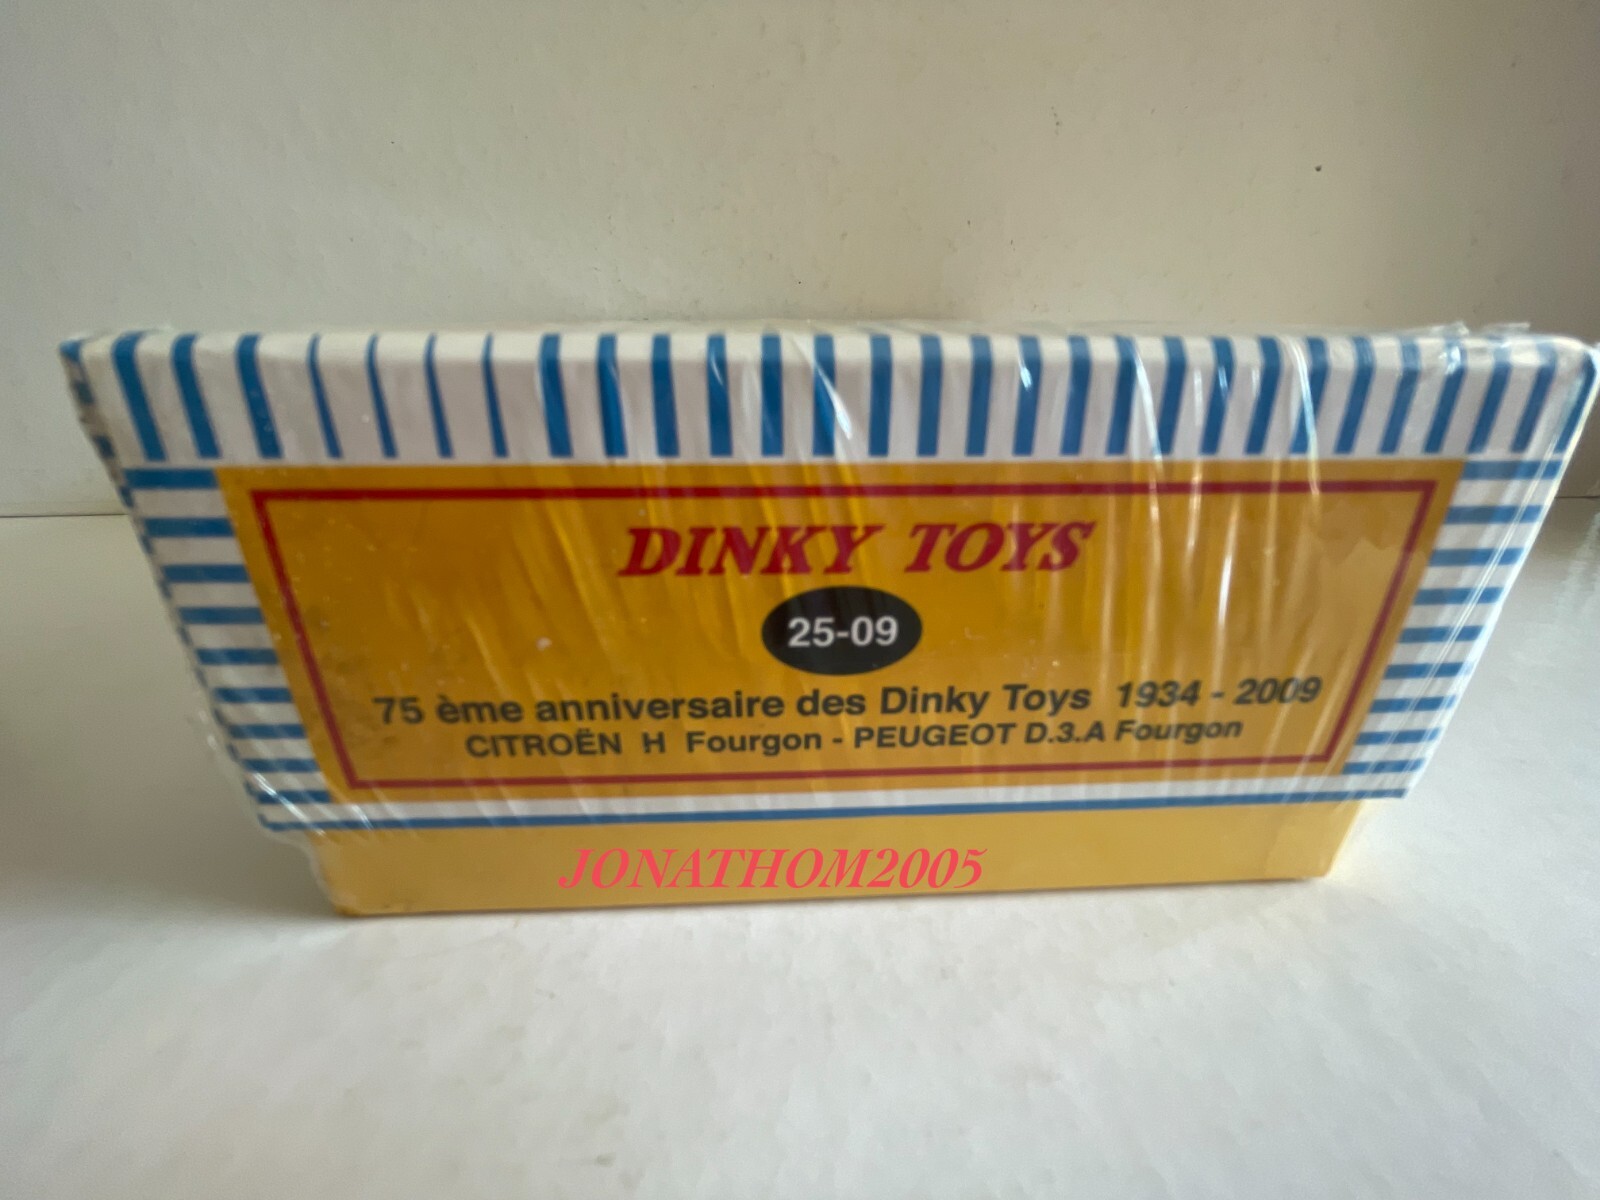 DINKY TOYS
25-09
75 ème anniversaire des Dinky Toys 1934 - 2009
CITROËN H Fourgon - PEUGEOT D.3.A Fourgon
JONATHOM2005